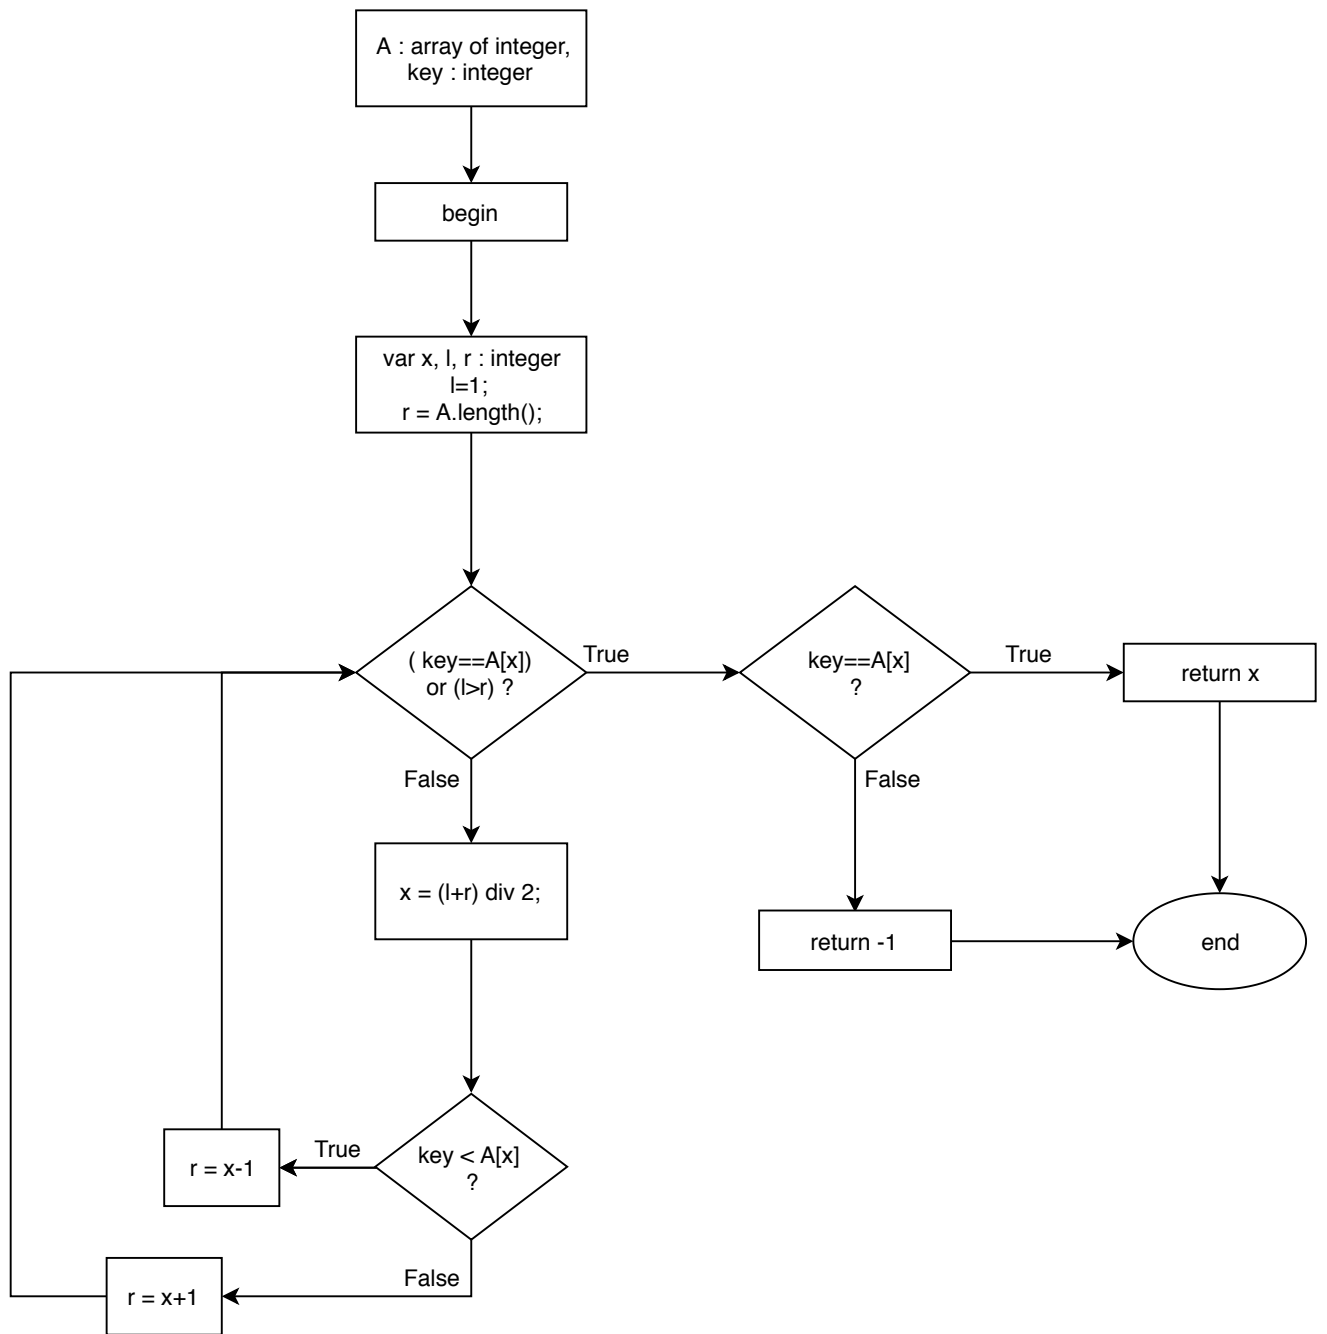 A : array of integer,
key : integer
begin
var x, l, r : integer
l=1;
r = A.length();
( key==A[x])
or (l>r) ?
True
key==A[x]
?
True
return x
False
False
x = (l+r) div 2;
return -1
end
key < A[x]
?
True
r = x-1
False
r = x+1